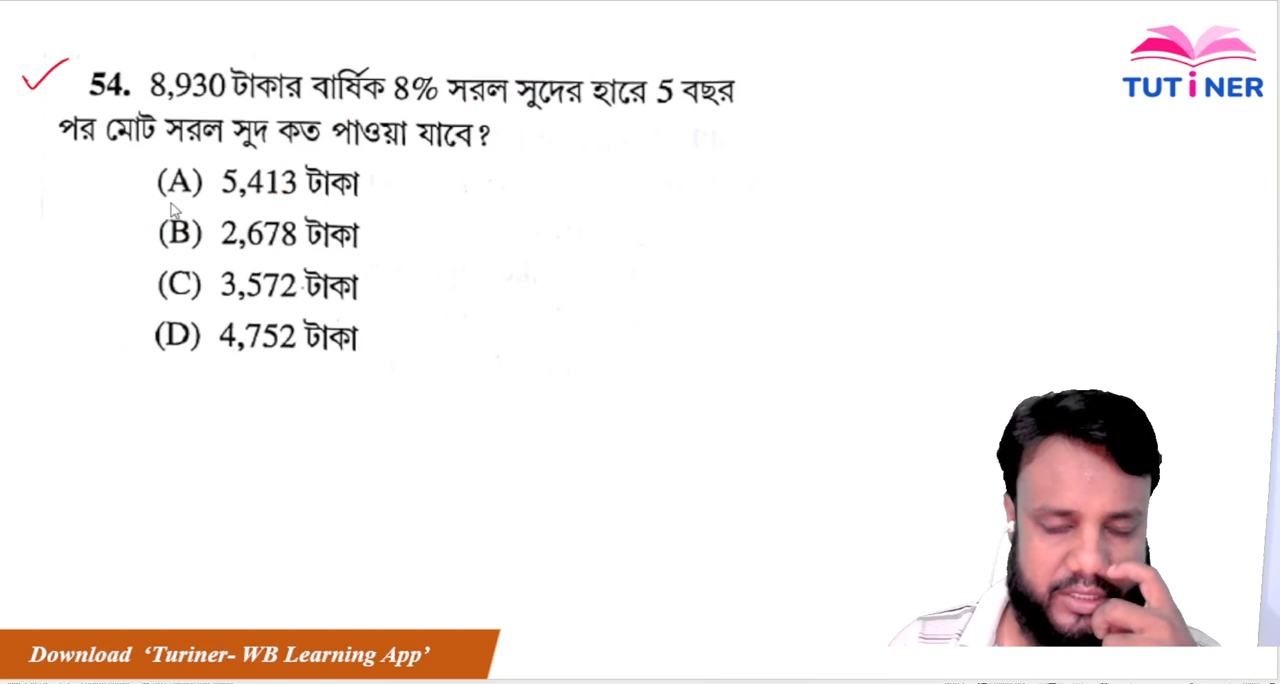 54. 8,930 টাকার বার্ষিক 8% সরল সুদের হারে 5 বছর
পর মোট সরল সুদ কত পাওয়া যাবে?
(A) 5,413 টাকা
(B) 2,678 টাকা
(C) 3,572 টাকা
(D) 4,752 টাকা
TUTiNER
Download ‘Turiner- WB Learning App’